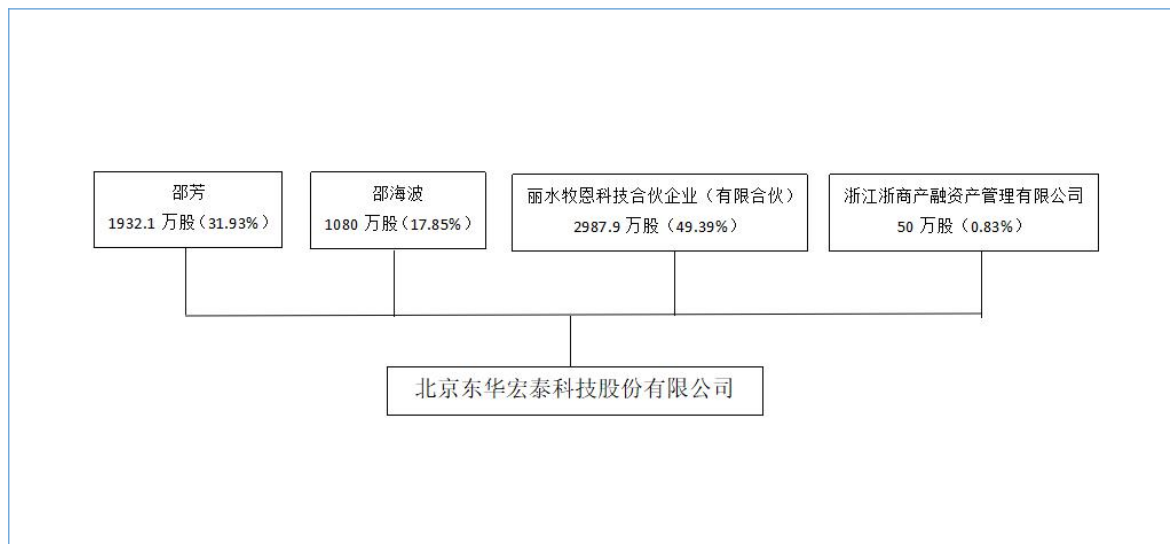 邵芳
1932.1 万股（31.93%）
邵海波
1080 万股（17.85%）
丽水牧恩科技合伙企业（有限合伙）
2987.9 万股（49.39%）
浙江浙商产融资产管理有限公司
50 万股（0.83%）
北京东华宏泰科技股份有限公司